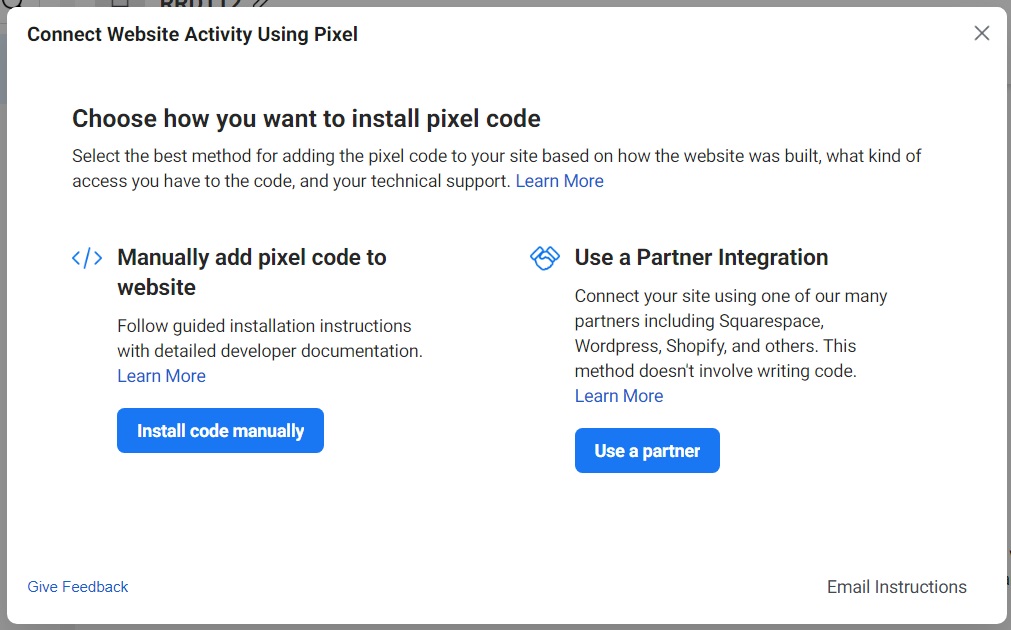 Connect Website Activity Using Pixel
Choose how you want to install pixel code
Select the best method for adding the pixel code to your site based on how the website was built, what kind of
access you have to the code, and your technical support. Learn More
Manually add pixel code to
website
Follow guided installation instructions
with detailed developer documentation.
Learn More
Install code manually
Use a Partner Integration
Connect your site using one of our many
partners including Squarespace,
Wordpress, Shopify, and others. This
method doesn't involve writing code.
Learn More
Use a partner
Give Feedback
Email Instructions